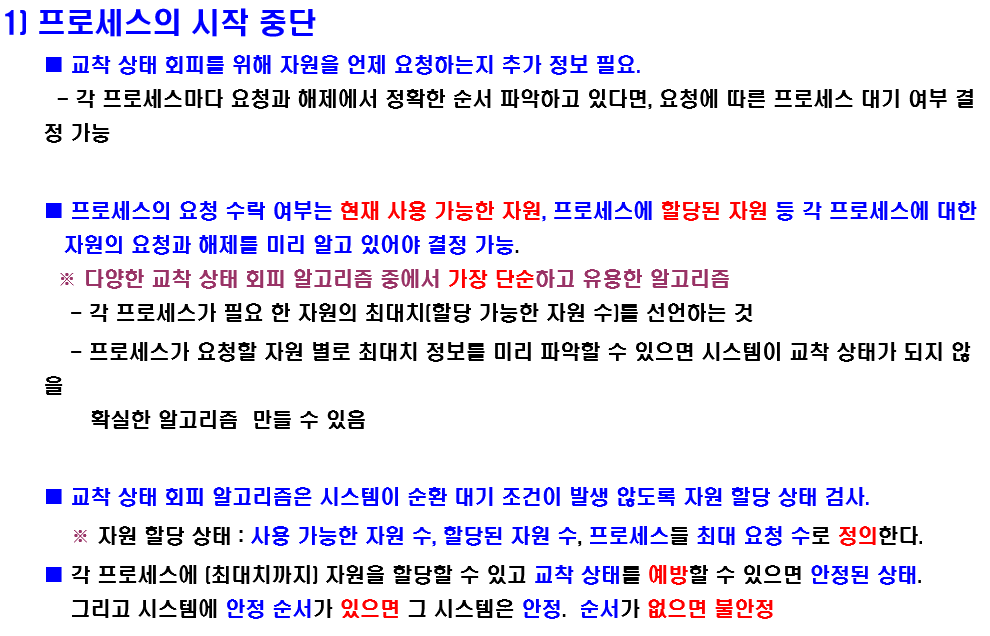 1) 프로세스의 시작 중단
■ 교착 상태 회피를 위해 자원을 언제 요청하는지 추가 정보 필요.
- 각 프로세스마다 요청과 해제에서 정확한 순서 파악하고 있다면, 요청에 따른 프로세스 대기 여부 결
정 가능
■ 프로세스의 요청 수락 여부는 현재 사용 가능한 자원, 프로세스에 할당된 자원 등 각 프로세스에 대한
자원의 요청과 해제를 미리 알고 있어야 결정 가능.
※ 다양한 교착 상태 회피 알고리즘 중에서 가장 단순하고 유용한 알고리즘
- 각 프로세스가 필요 한 자원의 최대치(할당 가능한 자원 수)를 선언하는 것
- 프로세스가 요청할 자원 별로 최대치 정보를 미리 파악할 수 있으면 시스템이 교착 상태가 되지 않
을
확실한 알고리즘 만들 수 있음
■ 교착 상태 회피 알고리즘은 시스템이 순환 대기 조건이 발생 않도록 자원 할당 상태 검사.
※ 자원 할당 상태 : 사용 가능한 자원 수, 할당된 자원 수, 프로세스들 최대 요청 수로 정의한다.
■ 각 프로세스에 (최대치까지) 자원을 할당할 수 있고 교착 상태를 예방할 수 있으면 안정된 상태.
그리고 시스템에 안정 순서가 있으면 그 시스템은 안정. 순서가 없으면 불안정